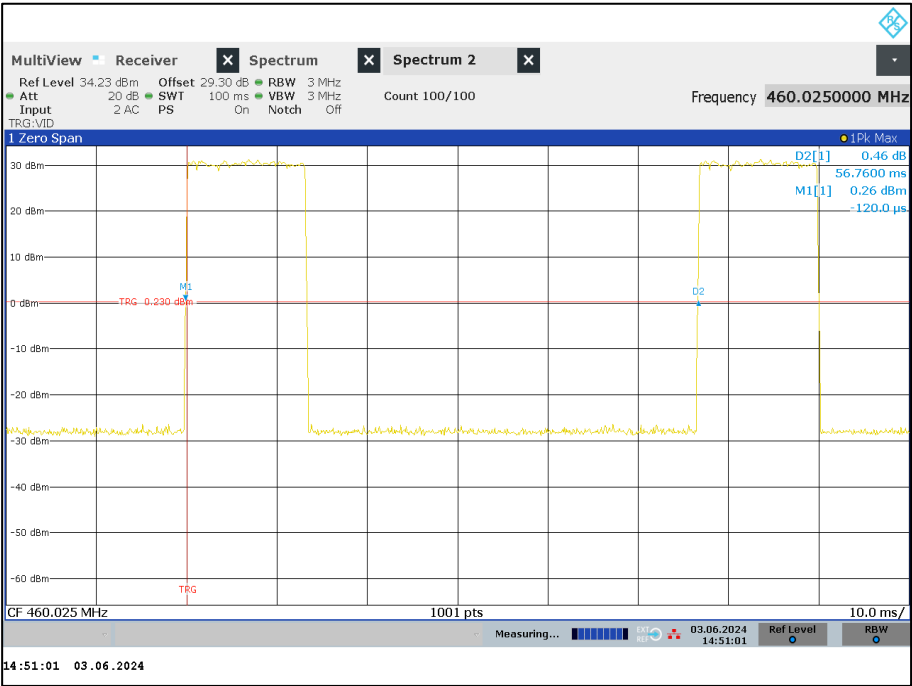 R/S
MultiView Receiver Spectrum Spectrum 2
Ref Level 34.23 dBm Offset 29.30 dB RBW 3 MHz
Att 20 dB SWT 100 ms VBW 3 MHz Count 100/100 Frequency 460.0250000 MHz
Input 2 AC PS On Notch Off
TRG:VID
1 Zero Span 1Pk Max
D2[1] 0.46 dB
56.7600 ms
M1[1] 0.26 dBm
-120.0 µs
30 dBm
20 dBm
10 dBm
M1
D2
0 dBm
TRG 0.230 dBm
-10 dBm
-20 dBm
-30 dBm
-40 dBm
-50 dBm
-60 dBm
TRG
CF 460.025 MHz 1001 pts 10.0 ms/
Measuring... EXT REF 03.06.2024 14:51:01 Ref Level RBW
14:51:01 03.06.2024